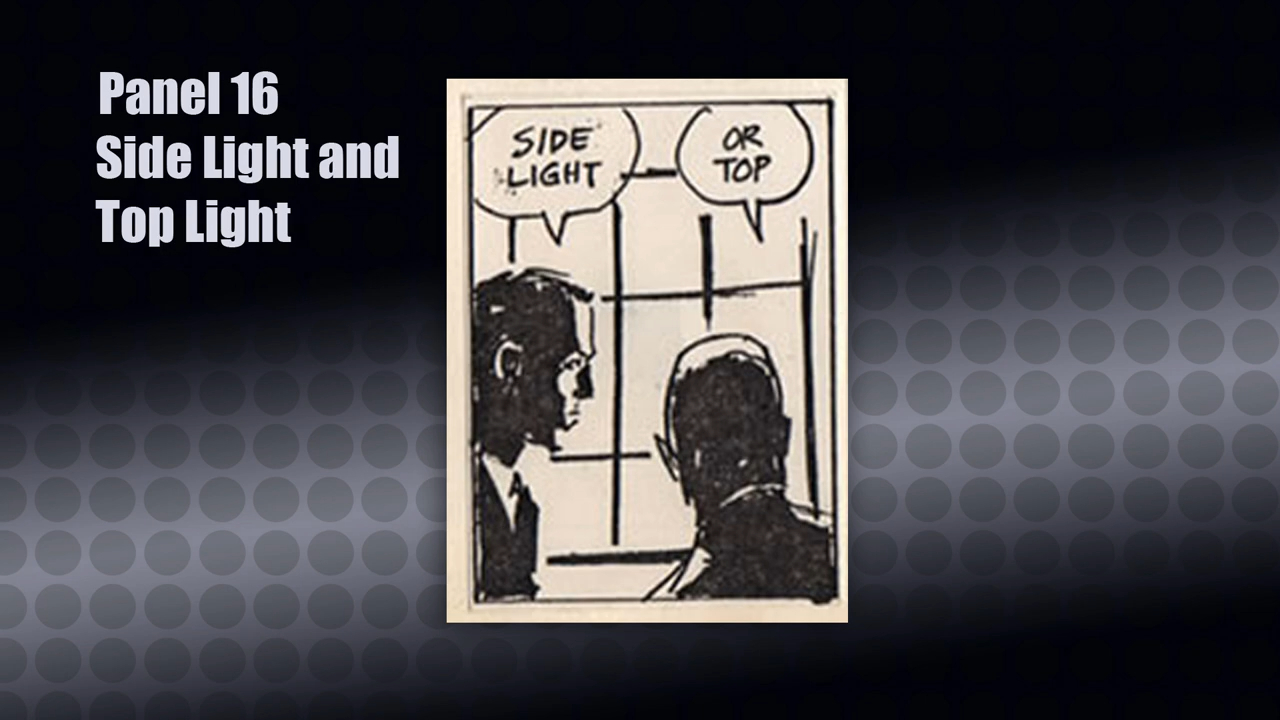 Panel 16
Side Light and
Top Light
SIDE
LIGHT
OR
TOP